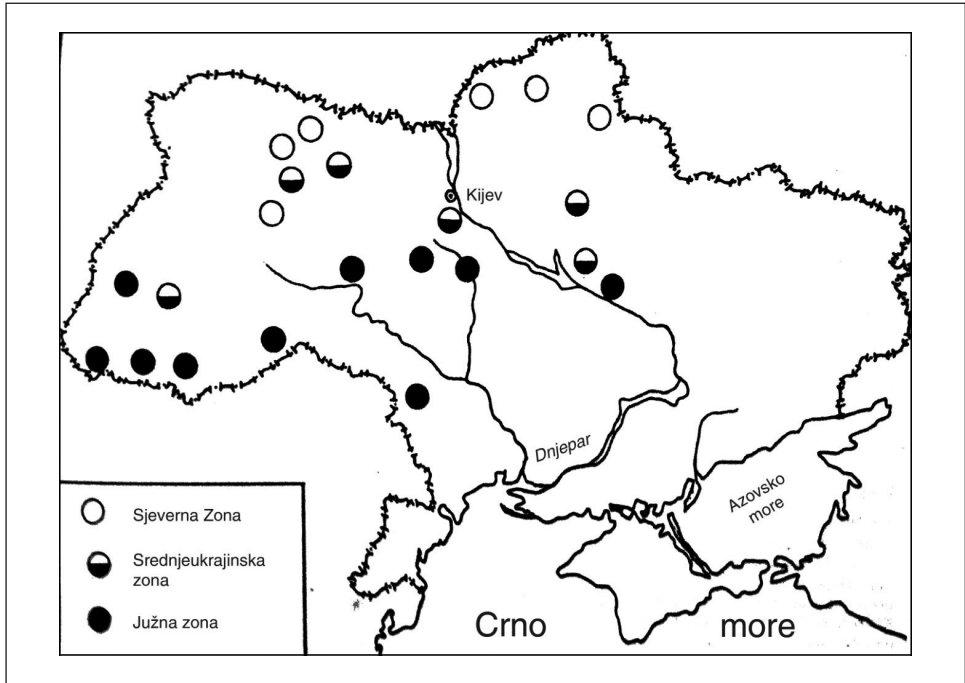 Kijev
Dnjepar
Azovsko
more
Sjeverna Zona
Srednjeukrajinska
zona
Južna zona
Crno more